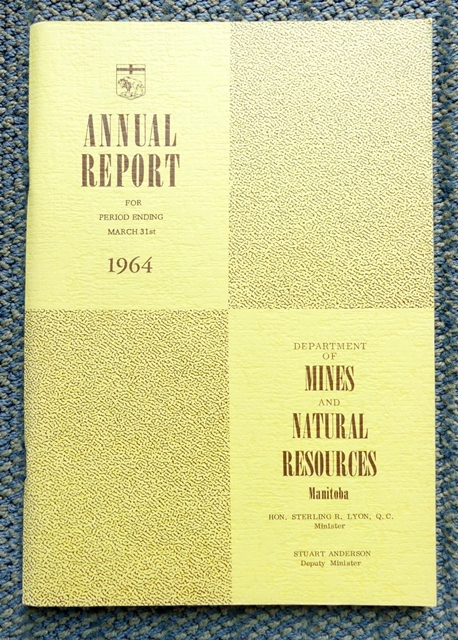 ANNUAL
REPORT
FOR
PERIOD ENDING
MARCH 31st
1964
DEPARTMENT
OF
MINES
AND
NATURAL
RESOURCES
Manitoba
HON. STERLING R. LYON, Q.C.
Minister
STUART ANDERSON
Deputy Minister